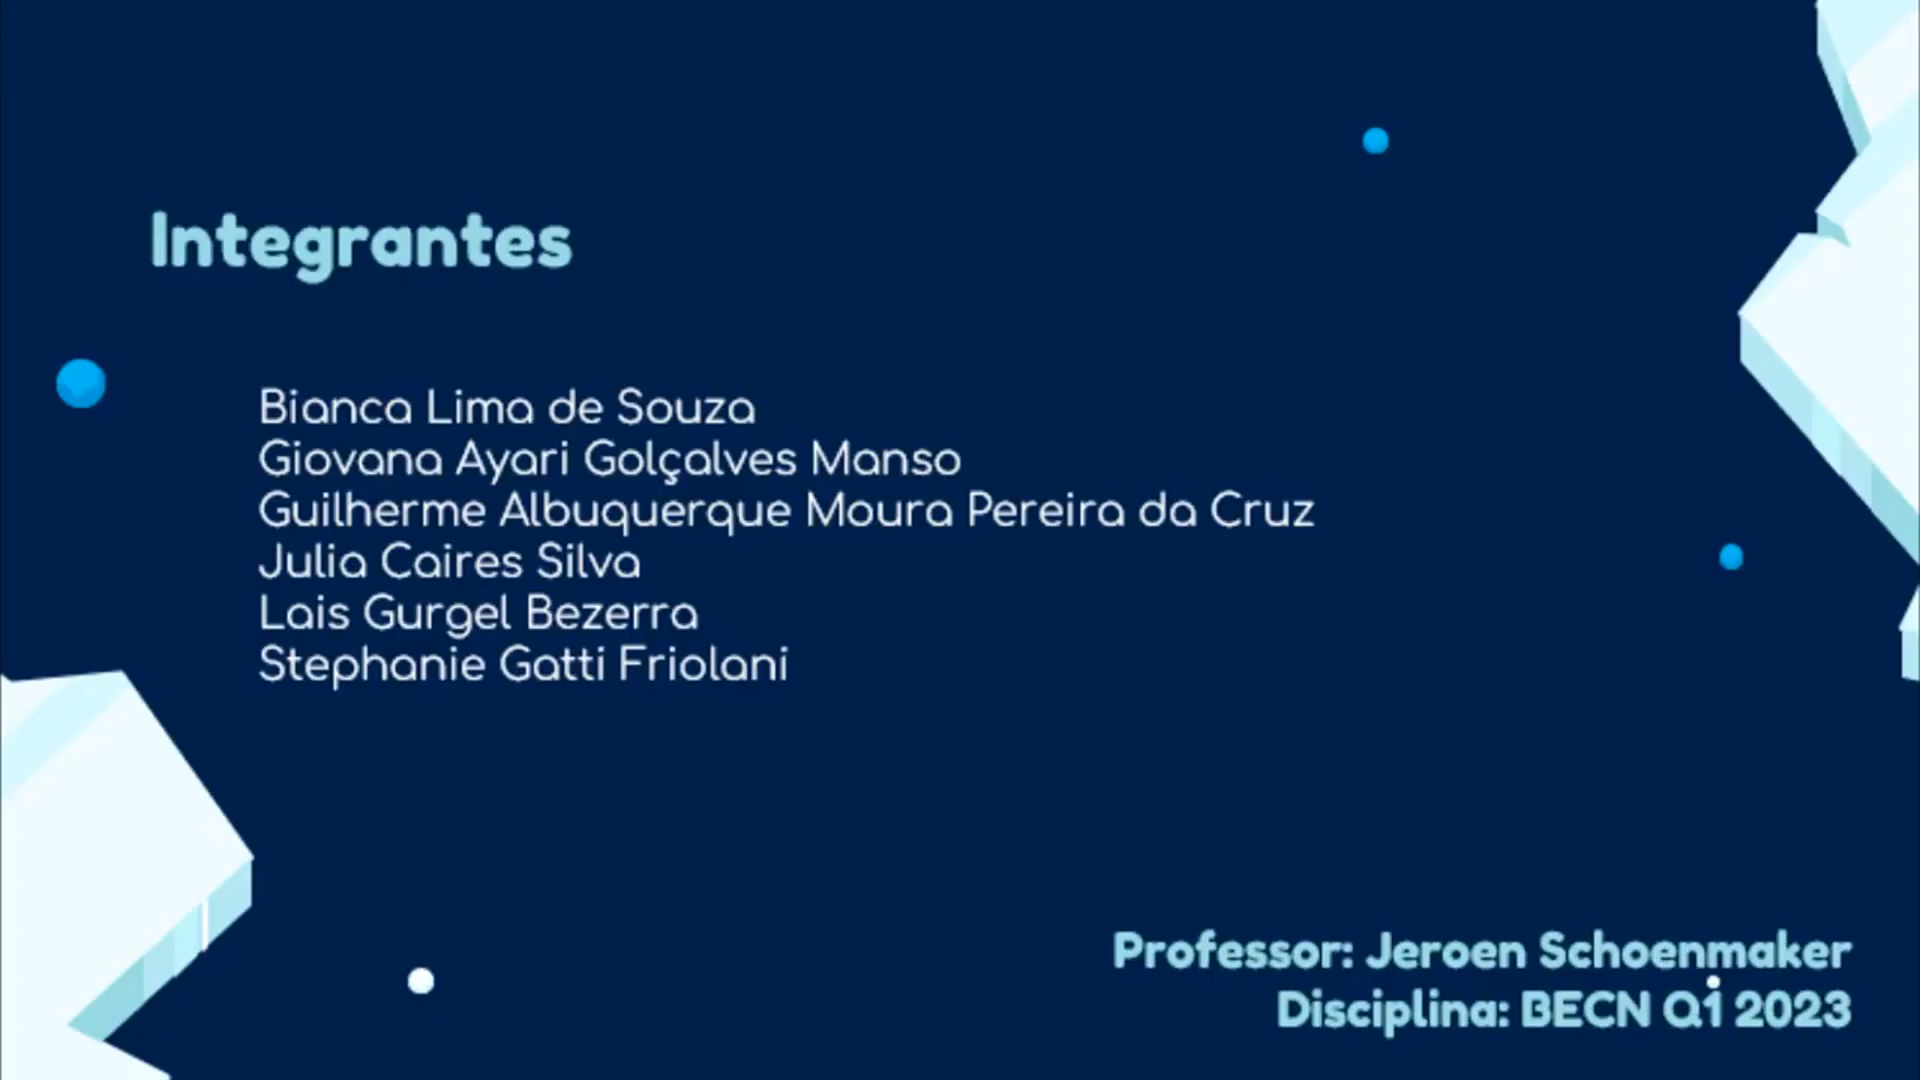 Integrantes
Bianca Lima de Souza
Giovana Ayari Golçalves Manso
Guilherme Albuquerque Moura Pereira da Cruz
Julia Caires Silva
Lais Gurgel Bezerra
Stephanie Gatti Friolani
Professor: Jeroen Schoenmaker
Disciplina: BECN Q1 2023